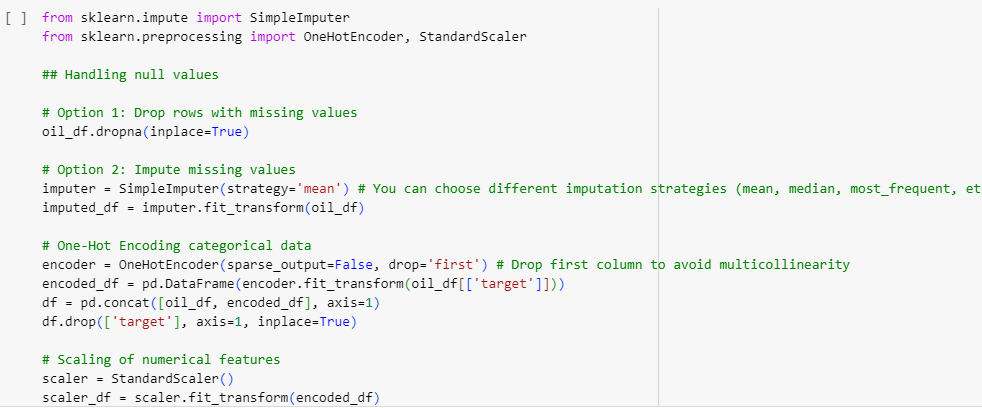 [ ] from sklearn.impute import SimpleImputer
from sklearn.preprocessing import OneHotEncoder, StandardScaler
## Handling null values
# Option 1: Drop rows with missing values
oil_df.dropna(inplace=True)
# Option 2: Impute missing values
imputer = SimpleImputer(strategy='mean') # You can choose different imputation strategies (mean, median, most_frequent, et
imputed_df = imputer.fit_transform(oil_df)
# One-Hot Encoding categorical data
encoder = OneHotEncoder(sparse_output=False, drop='first') # Drop first column to avoid multicollinearity
encoded_df = pd.DataFrame(encoder.fit_transform(oil_df[['target']]))
df = pd.concat([oil_df, encoded_df], axis=1)
df.drop(['target'], axis=1, inplace=True)
# Scaling of numerical features
scaler = StandardScaler()
scaler_df = scaler.fit_transform(encoded_df)